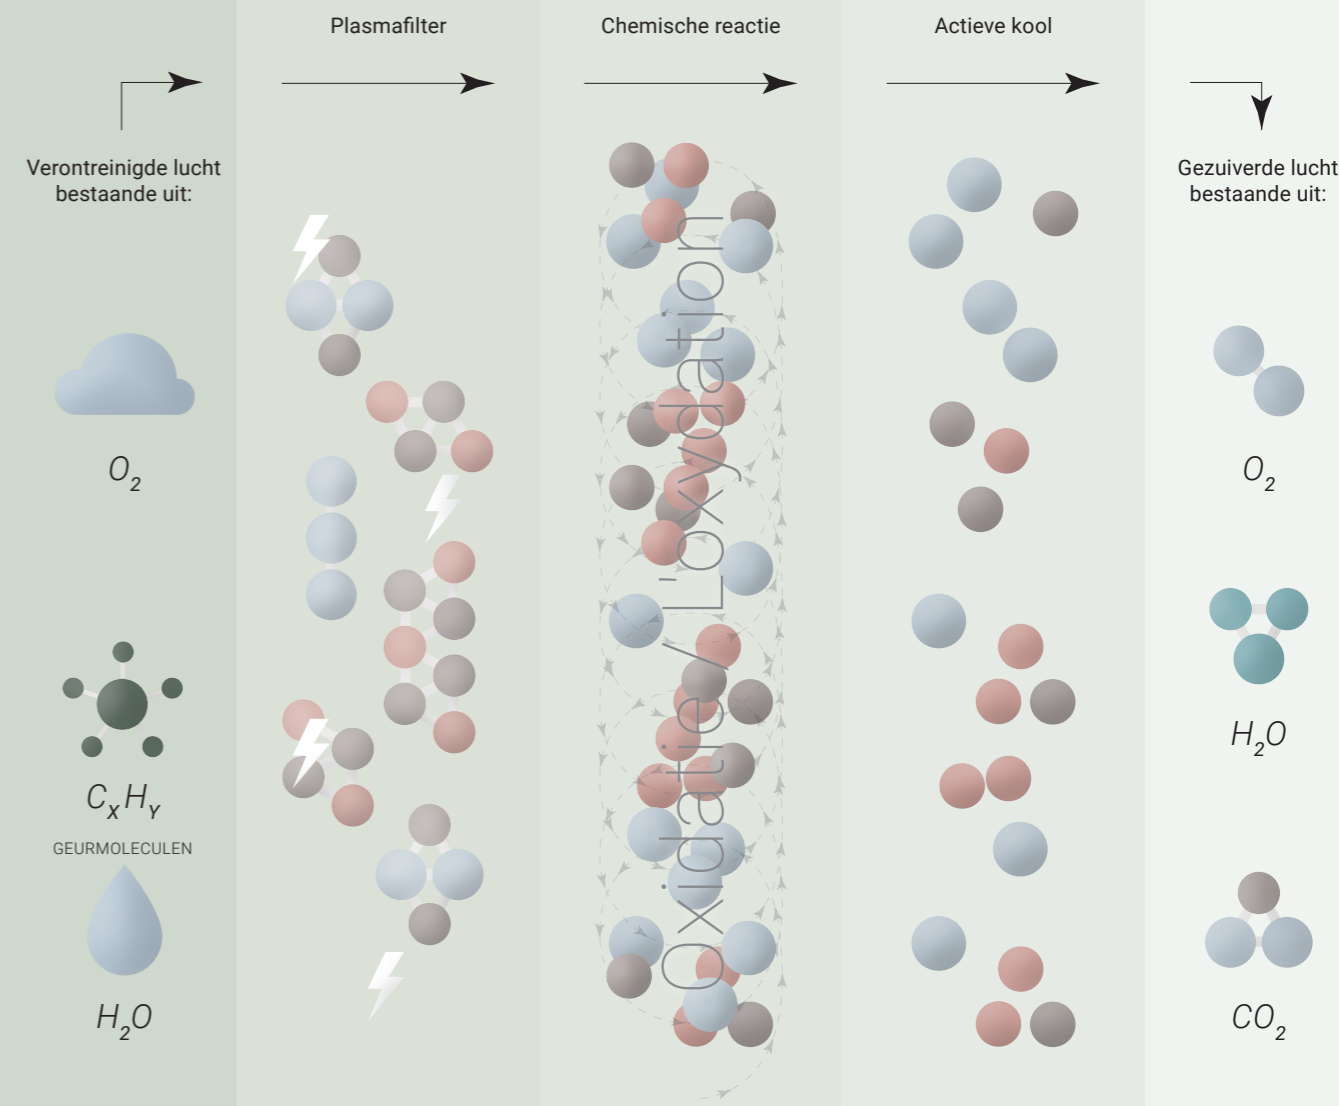 Plasmafilter
Chemische reactie
Actieve kool
Verontreinigde lucht
bestaande uit:
O2
CXHY
GEURMOLECULEN
H2O
Oxidatie / L'oxydation
Gezuiverde lucht
bestaande uit:
O2
H2O
CO2